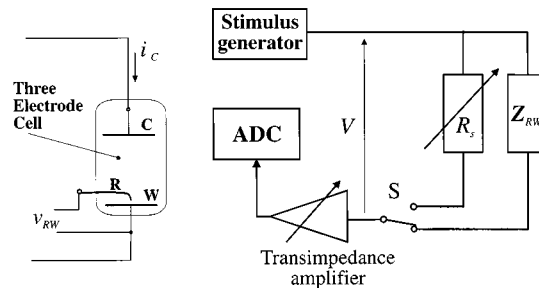 Stimulus
generator
i_C
Three
Electrode
Cell
C
ADC
V
R_s
Z_RW
R
W
S
v_RW
Transimpedance
amplifier